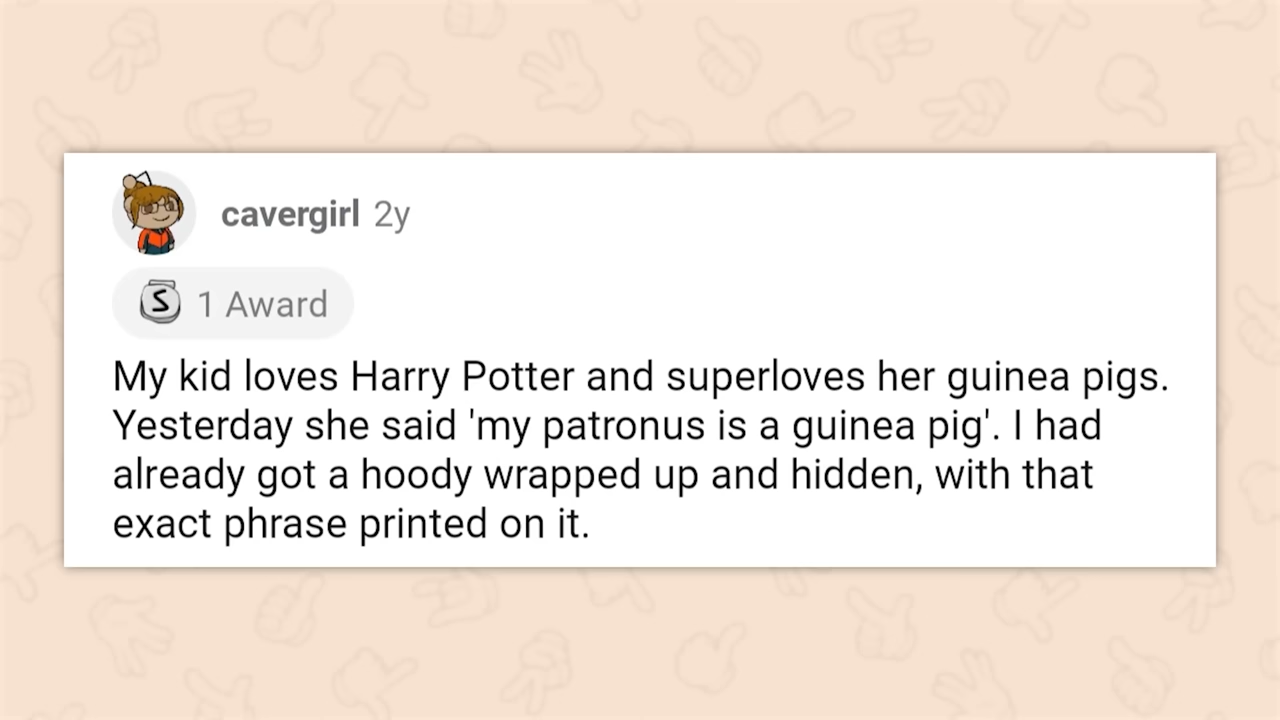 cavergirl 2y
S 1 Award
My kid loves Harry Potter and superloves her guinea pigs.
Yesterday she said 'my patronus is a guinea pig'. I had
already got a hoody wrapped up and hidden, with that
exact phrase printed on it.